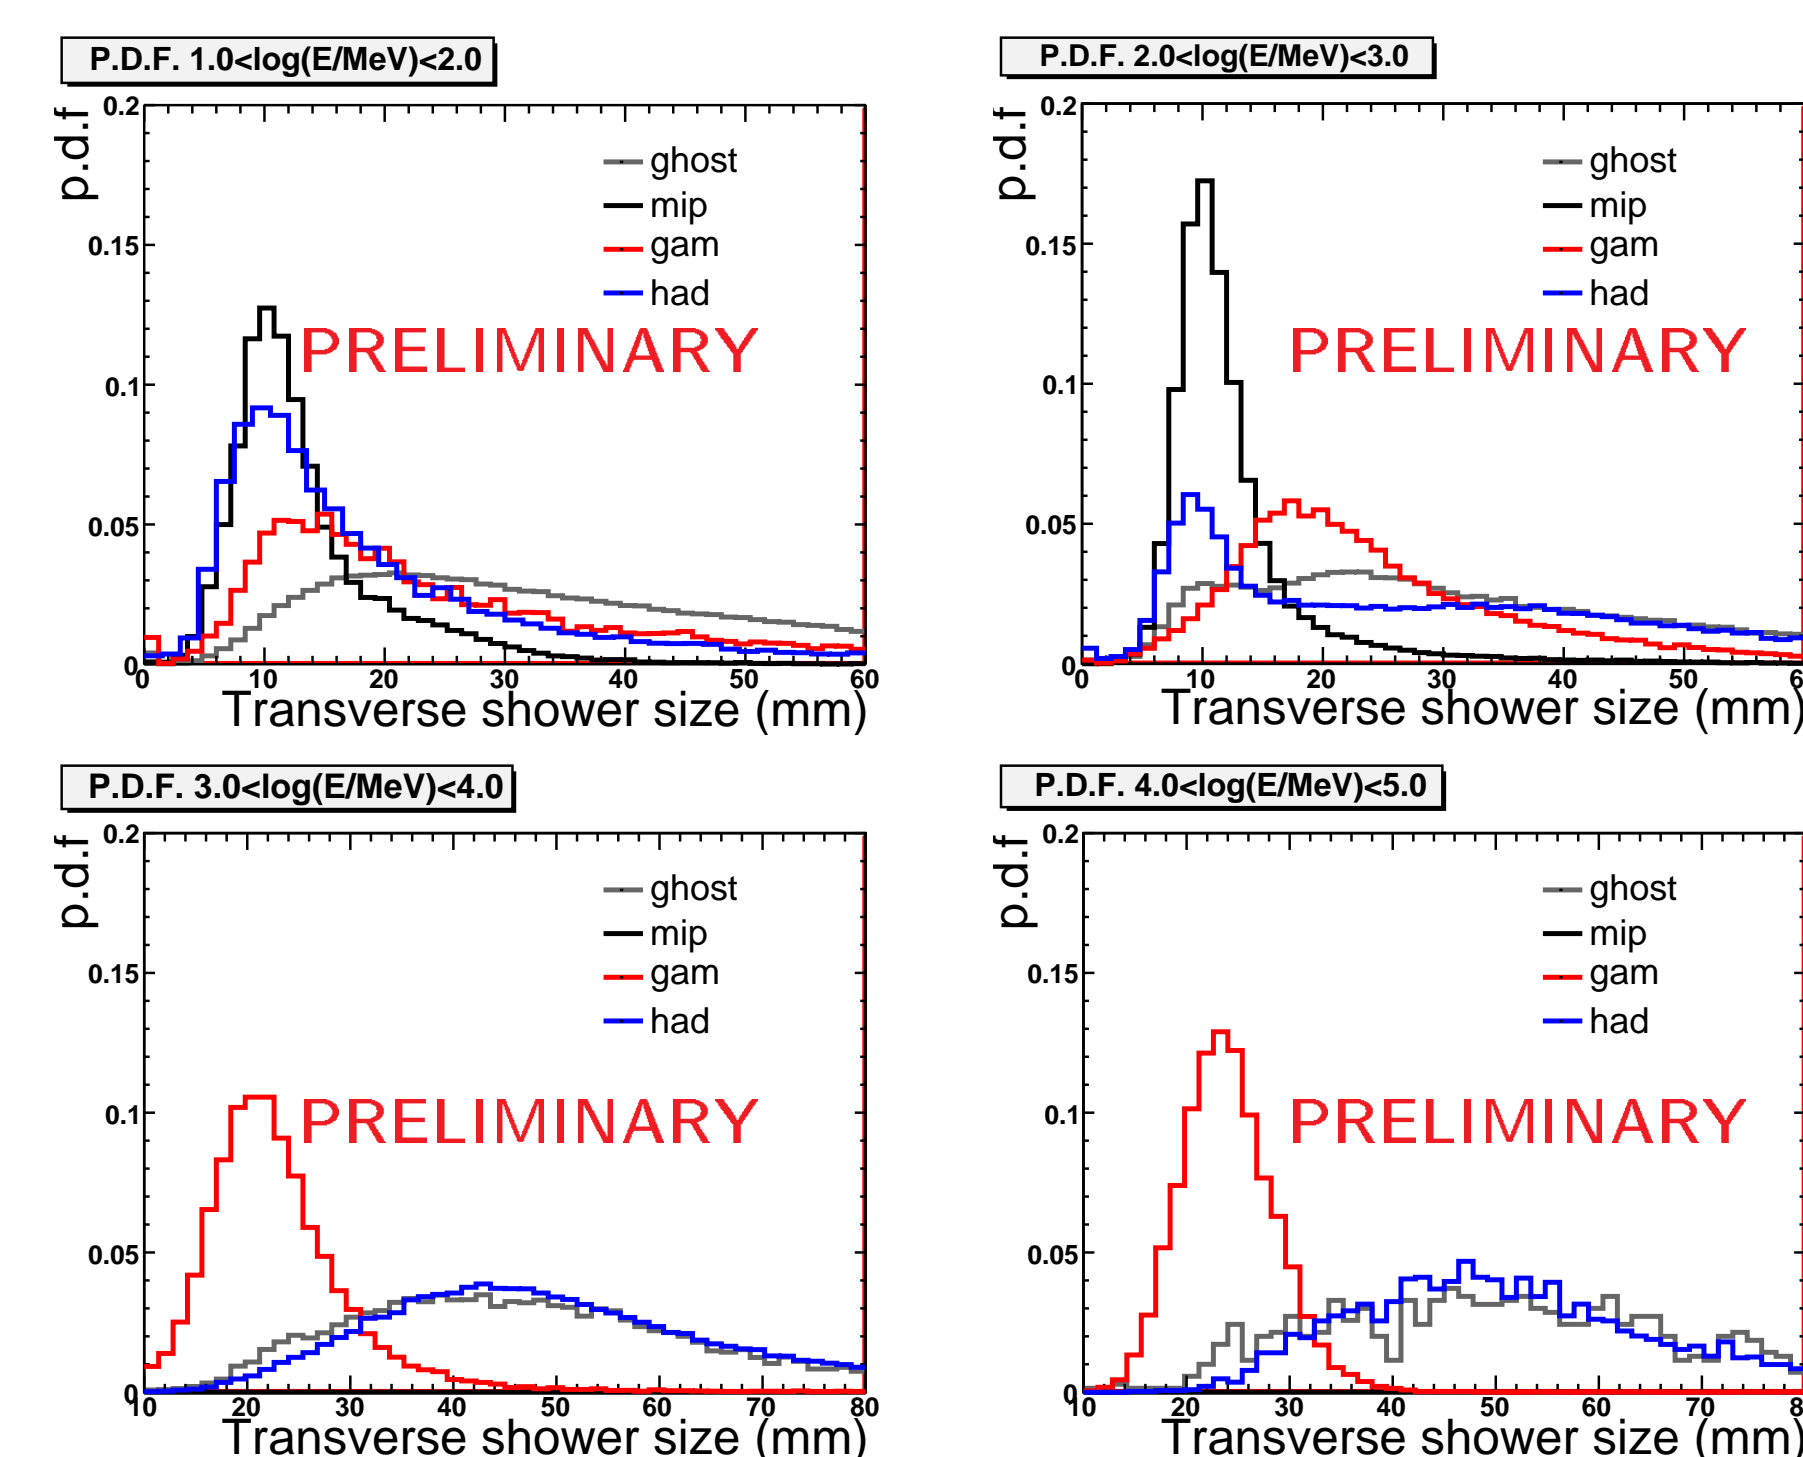 P.D.F. 1.0<log(E/MeV)<2.0
p.d.f
0.2
0.15
0.1
0.05
0
ghost
mip
gam
had
PRELIMINARY
0 10 20 30 40 50 60
Transverse shower size (mm)
P.D.F. 2.0<log(E/MeV)<3.0
p.d.f
0.2
0.15
0.1
0.05
0
ghost
mip
gam
had
PRELIMINARY
0 10 20 30 40 50 6
Transverse shower size (mm)
P.D.F. 3.0<log(E/MeV)<4.0
p.d.f
0.2
0.15
0.1
0.05
0
ghost
mip
gam
had
PRELIMINARY
10 20 30 40 50 60 70 80
Transverse shower size (mm)
P.D.F. 4.0<log(E/MeV)<5.0
p.d.f
0.2
0.15
0.1
0.05
0
ghost
mip
gam
had
PRELIMINARY
10 20 30 40 50 60 70 8
Transverse shower size (mm)